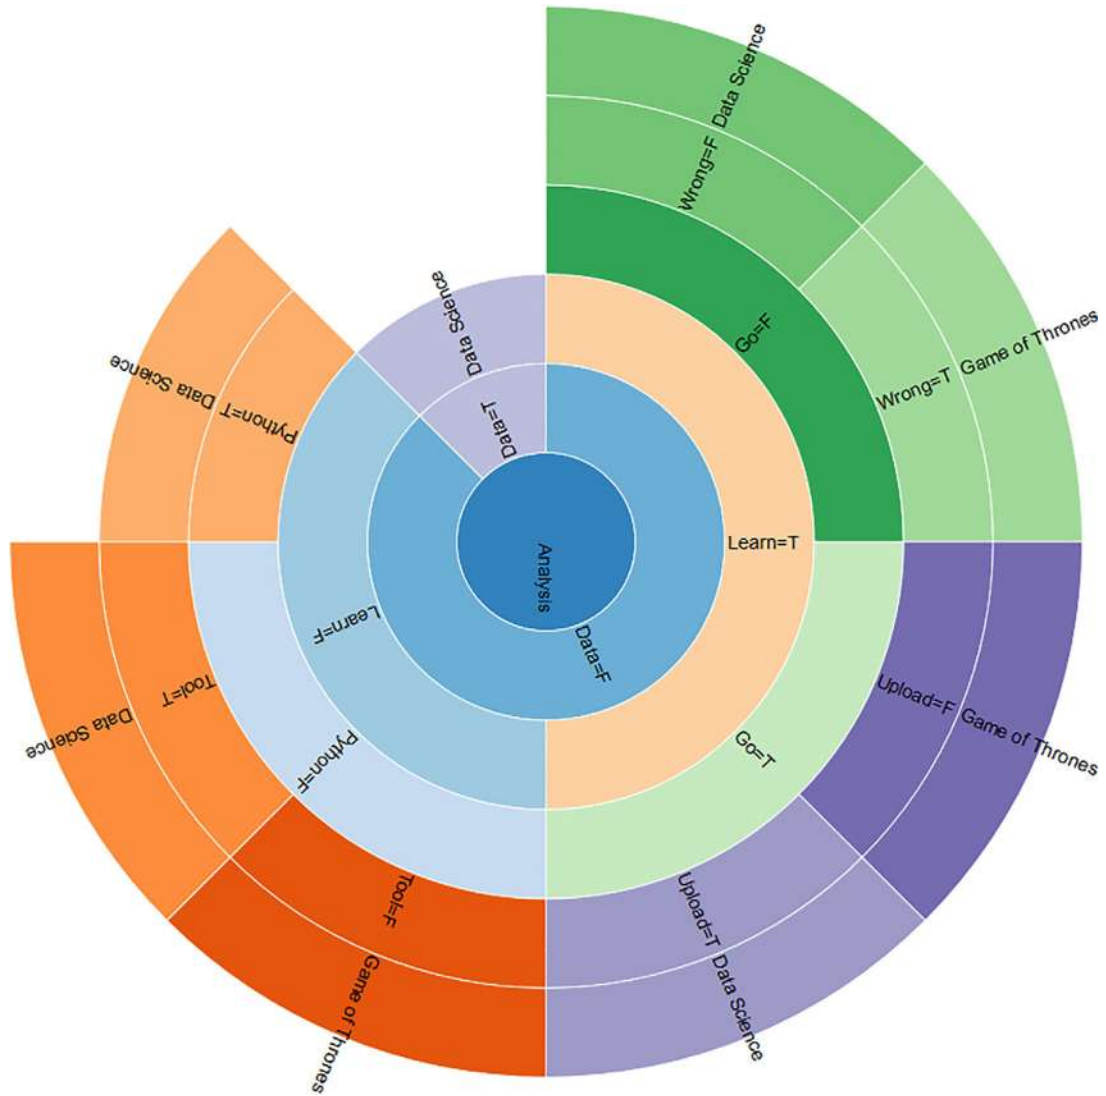 Analysis
Data=F
Learn=T
Go=F
Wrong=F
Data Science
Wrong=T
Game of Thrones
Go=T
Upload=F
Game of Thrones
Upload=T
Data Science
Learn=F
Python=F
Tool=F
Game of Thrones
Tool=T
Data Science
Python=T
Data Science
Data=T
Data Science